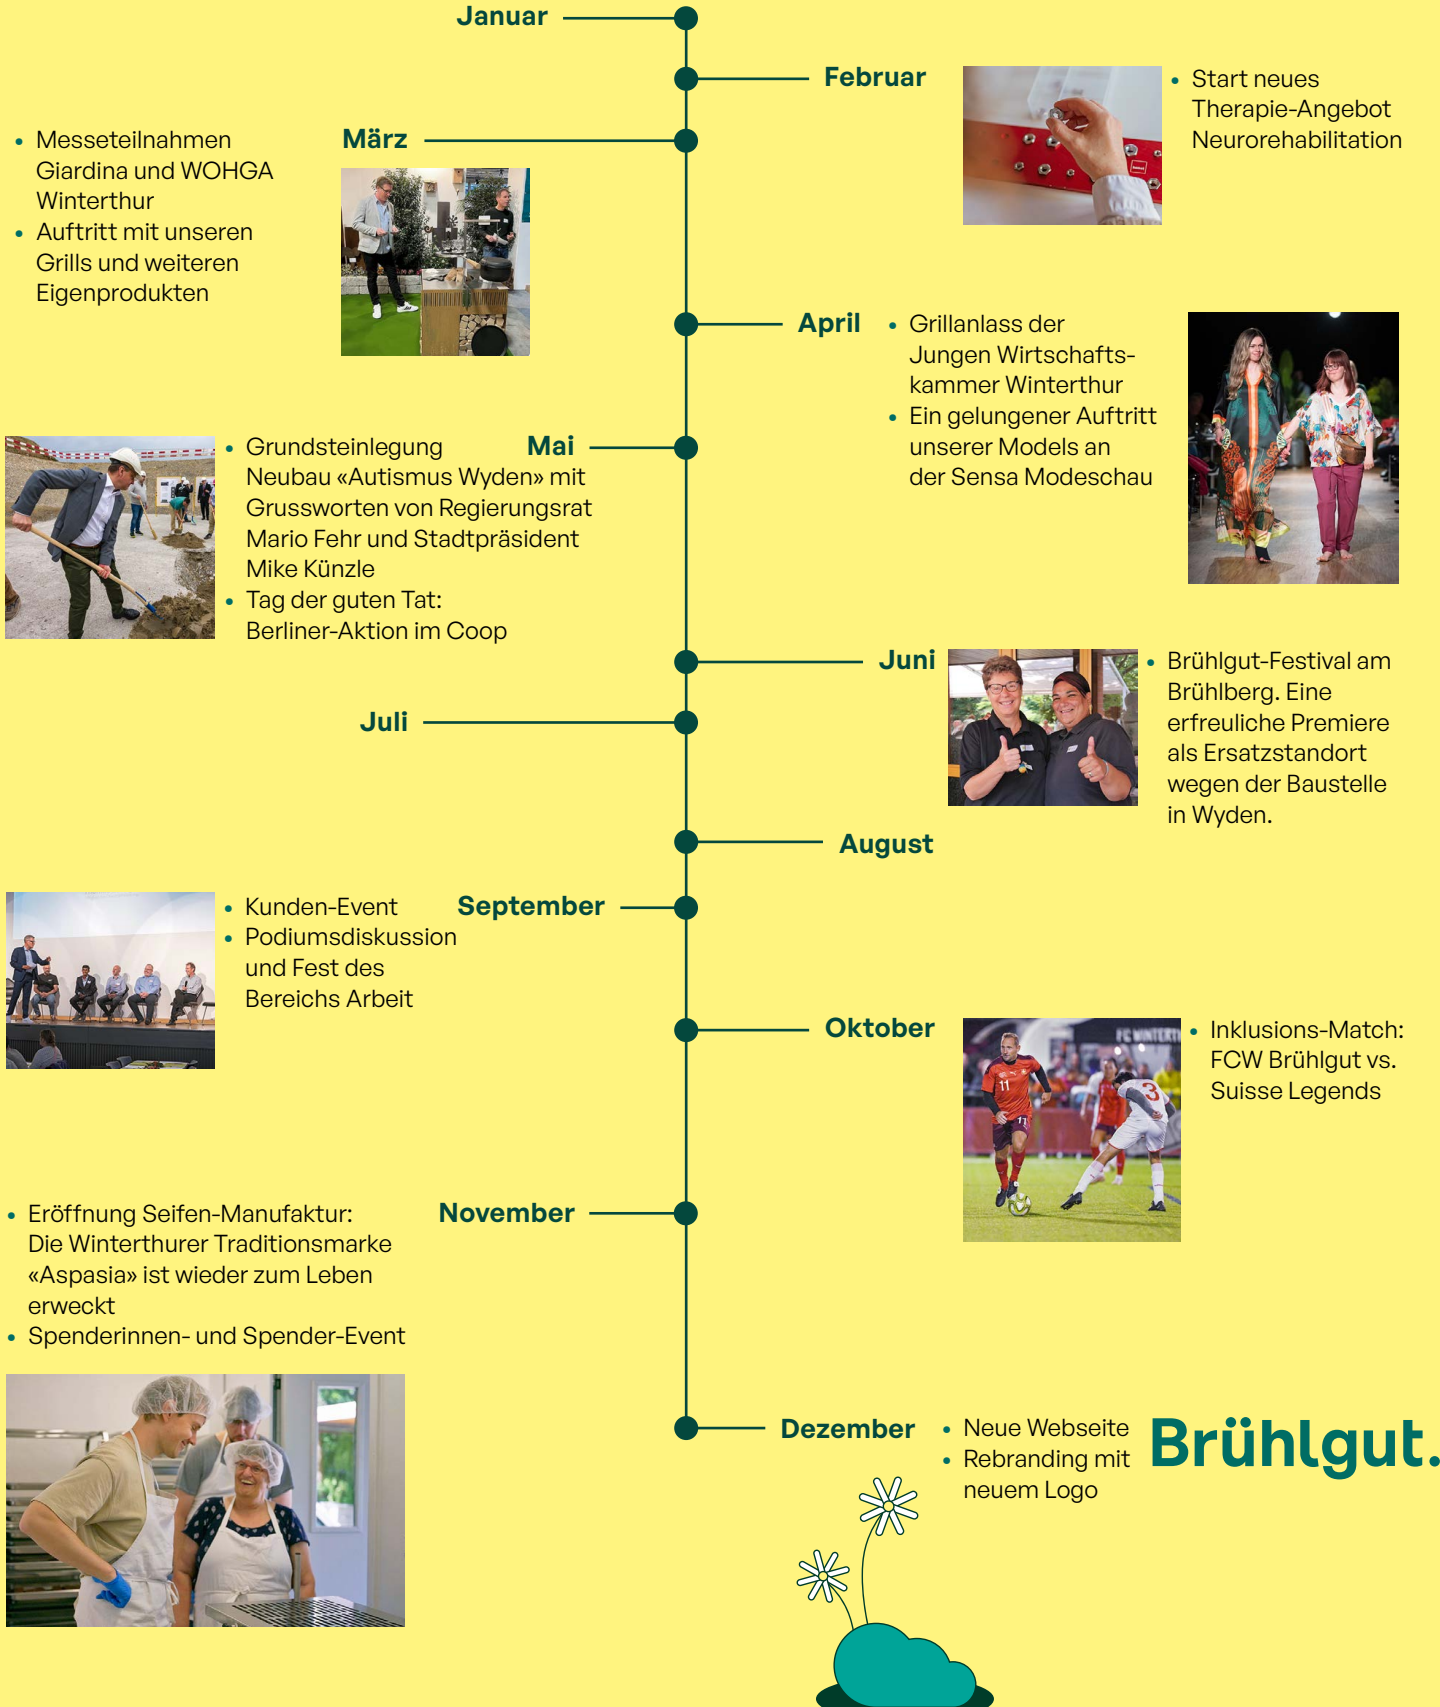 Januar
Februar
• Start neues
Therapie-Angebot
Neurorehabilitation
März
• Messeteilnahmen
Giardina und WOHGA
Winterthur
• Auftritt mit unseren
Grills und weiteren
Eigenprodukten
April
• Grillanlass der
Jungen Wirtschafts-
kammer Winterthur
• Ein gelungener Auftritt
unserer Models an
der Sensa Modeschau
Mai
• Grundsteinlegung
Neubau «Autismus Wyden» mit
Grussworten von Regierungsrat
Mario Fehr und Stadtpräsident
Mike Künzle
• Tag der guten Tat:
Berliner-Aktion im Coop
Juni
• Brühlgut-Festival am
Brühlberg. Eine
erfreuliche Premiere
als Ersatzstandort
wegen der Baustelle
in Wyden.
Juli
August
September
• Kunden-Event
• Podiumsdiskussion
und Fest des
Bereichs Arbeit
Oktober
FC WINTERTH
11
11
3
• Inklusions-Match:
FCW Brühlgut vs.
Suisse Legends
November
• Eröffnung Seifen-Manufaktur:
Die Winterthurer Traditionsmarke
«Aspasia» ist wieder zum Leben
erweckt
• Spenderinnen- und Spender-Event
Dezember
• Neue Webseite
• Rebranding mit
neuem Logo
Brühlgut.